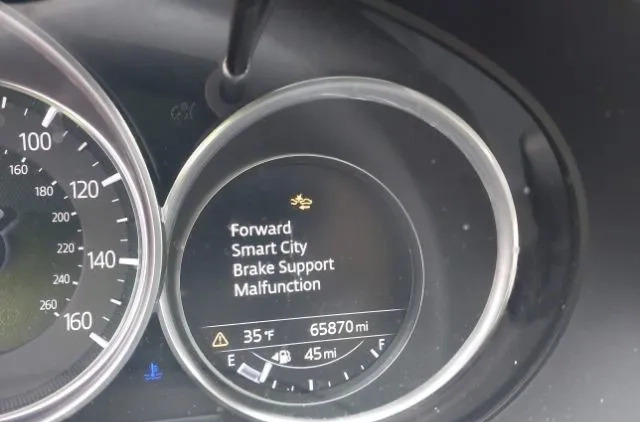 100
120
140
160
160
180
200
220
240
260
Forward
Smart City
Brake Support
Malfunction
35°F 65870 mi
E 45 mi F